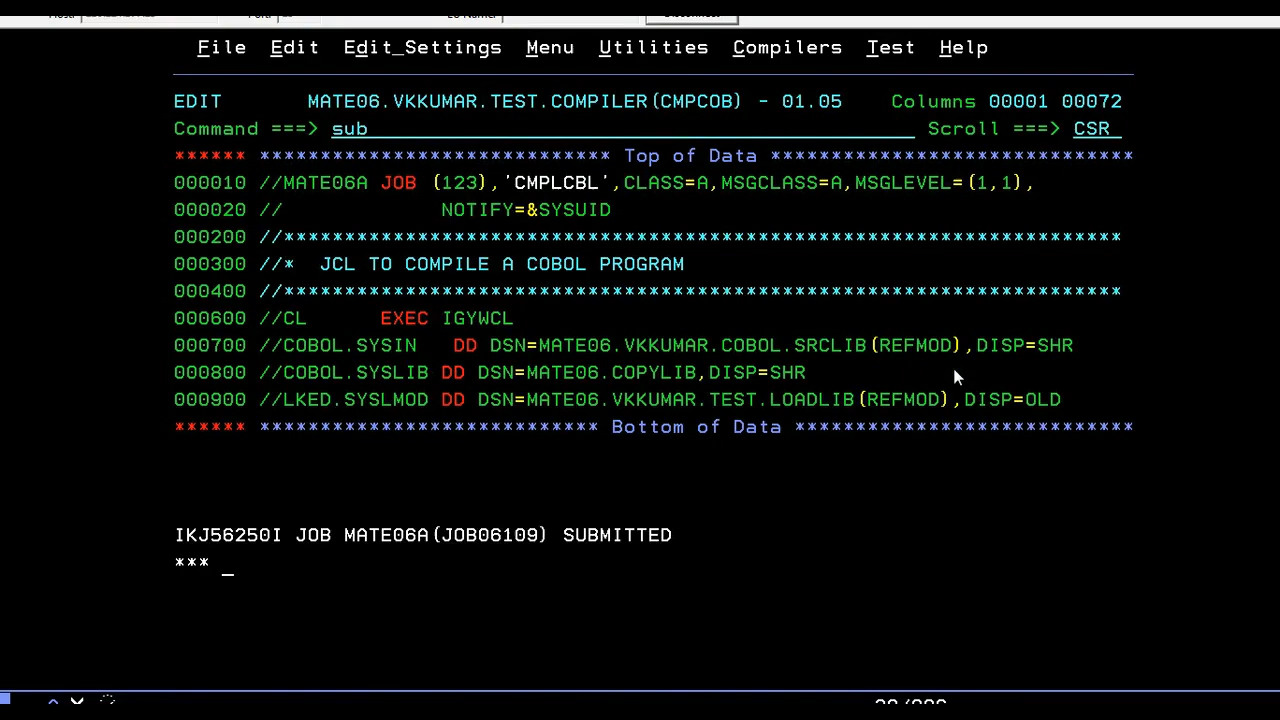 File Edit Edit_Settings Menu Utilities Compilers Test Help
EDIT MATE06.VKKUMAR.TEST.COMPILER(CMPCOB) - 01.05 Columns 00001 00072
Command ===> sub Scroll ===> CSR
****** ***************************** Top of Data ******************************
000010 //MATE06A JOB (123),'CMPLCBL',CLASS=A,MSGCLASS=A,MSGLEVEL=(1,1),
000020 // NOTIFY=&SYSUID
000200 //*********************************************************************
000300 //* JCL TO COMPILE A COBOL PROGRAM
000400 //*********************************************************************
000600 //CL EXEC IGYWCL
000700 //COBOL.SYSIN DD DSN=MATE06.VKKUMAR.COBOL.SRCLIB(REFMOD),DISP=SHR
000800 //COBOL.SYSLIB DD DSN=MATE06.COPYLIB,DISP=SHR
000900 //LKED.SYSLMOD DD DSN=MATE06.VKKUMAR.TEST.LOADLIB(REFMOD),DISP=OLD
****** **************************** Bottom of Data ****************************
IKJ56250I JOB MATE06A(JOB06109) SUBMITTED
*** _